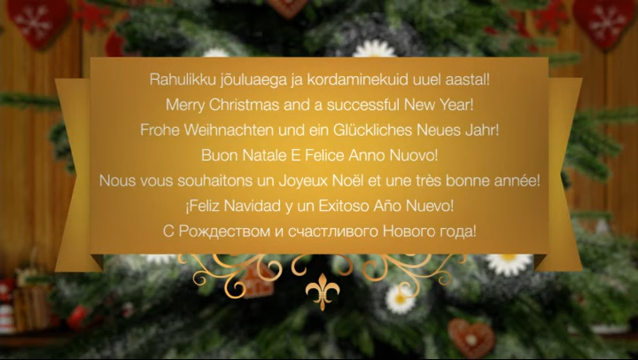 Rahulikku jõuluaega ja kordaminekuid uuel aastal!
Merry Christmas and a successful New Year!
Frohe Weihnachten und ein Glückliches Neues Jahr!
Buon Natale E Felice Anno Nuovo!
Nous vous souhaitons un Joyeux Noël et une très bonne année!
¡Feliz Navidad y un Exitoso Año Nuevo!
С Рождеством и счастливого Нового года!